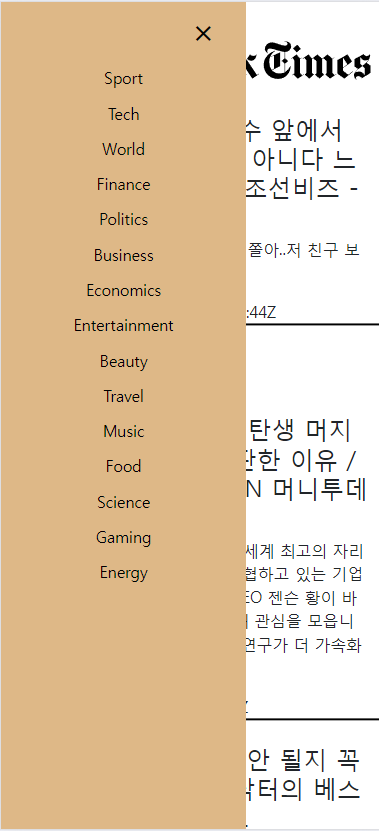 Sport
Tech
World
Finance
Politics
Business
Economics
Entertainment
Beauty
Travel
Music
Food
Science
Gaming
Energy
Times
앞에서
아니다 느
조선비즈 -
쫄아..저 친구 보
:44Z
탄생 머지
이유 /
N 머니투데
세계 최고의 자리
협하고 있는 기업
EO 젠슨 황이 바
관심을 모읍니
연구가 더 가속화
안 될지 꼭
닥터의 베스